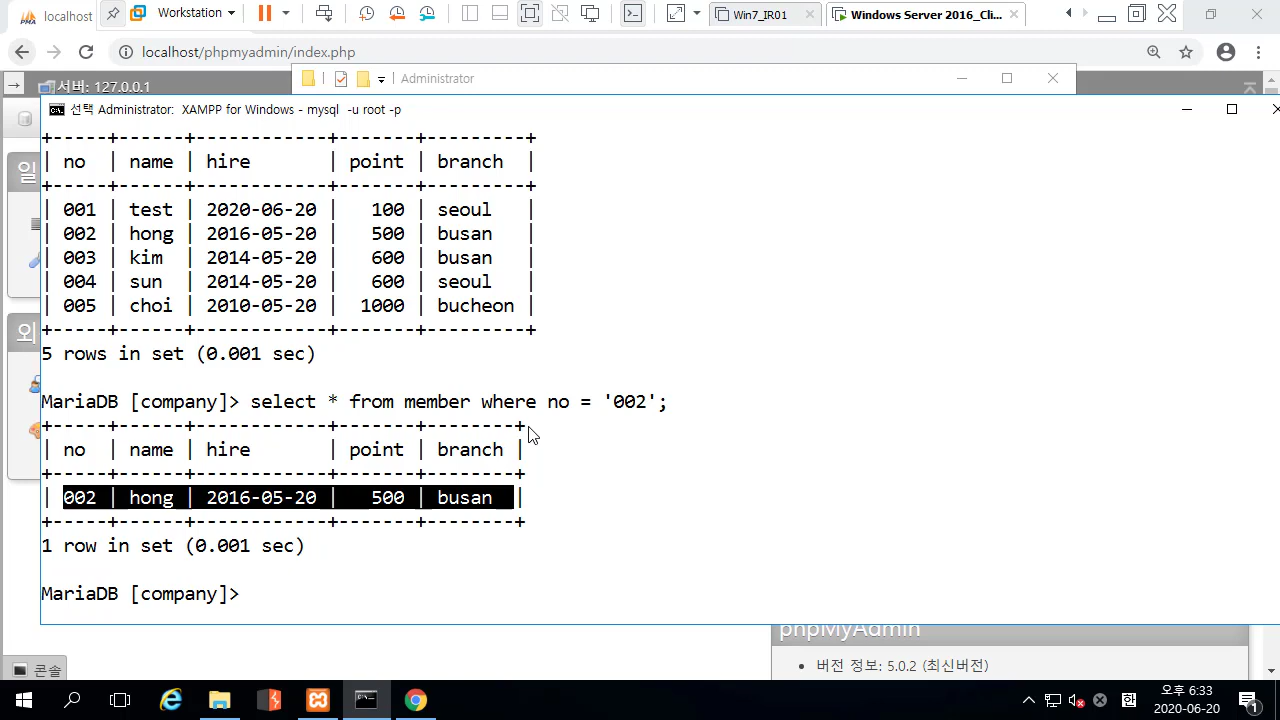 PMA localhost Workstation Win7_IR01 Windows Server 2016_Cli...
localhost/phpmyadmin/index.php
서버: 127.0.0.1
Administrator
선택 Administrator:  XAMPP for Windows - mysql  -u root -p
일
외
+-----+------+------------+-------+---------+
| no  | name | hire       | point | branch  |
+-----+------+------------+-------+---------+
| 001 | test | 2020-06-20 |   100 | seoul   |
| 002 | hong | 2016-05-20 |   500 | busan   |
| 003 | kim  | 2014-05-20 |   600 | busan   |
| 004 | sun  | 2014-05-20 |   600 | seoul   |
| 005 | choi | 2010-05-20 |  1000 | bucheon |
+-----+------+------------+-------+---------+
5 rows in set (0.001 sec)
MariaDB [company]> select * from member where no = '002';
+-----+------+------------+-------+--------+
| no  | name | hire       | point | branch |
+-----+------+------------+-------+--------+
| 002 | hong | 2016-05-20 |   500 | busan  |
+-----+------+------------+-------+--------+
1 row in set (0.001 sec)
MariaDB [company]>
phpMyAdmin
• 버전 정보: 5.0.2 (최신버전)
콘솔
한
오후 6:33
2020-06-20
1